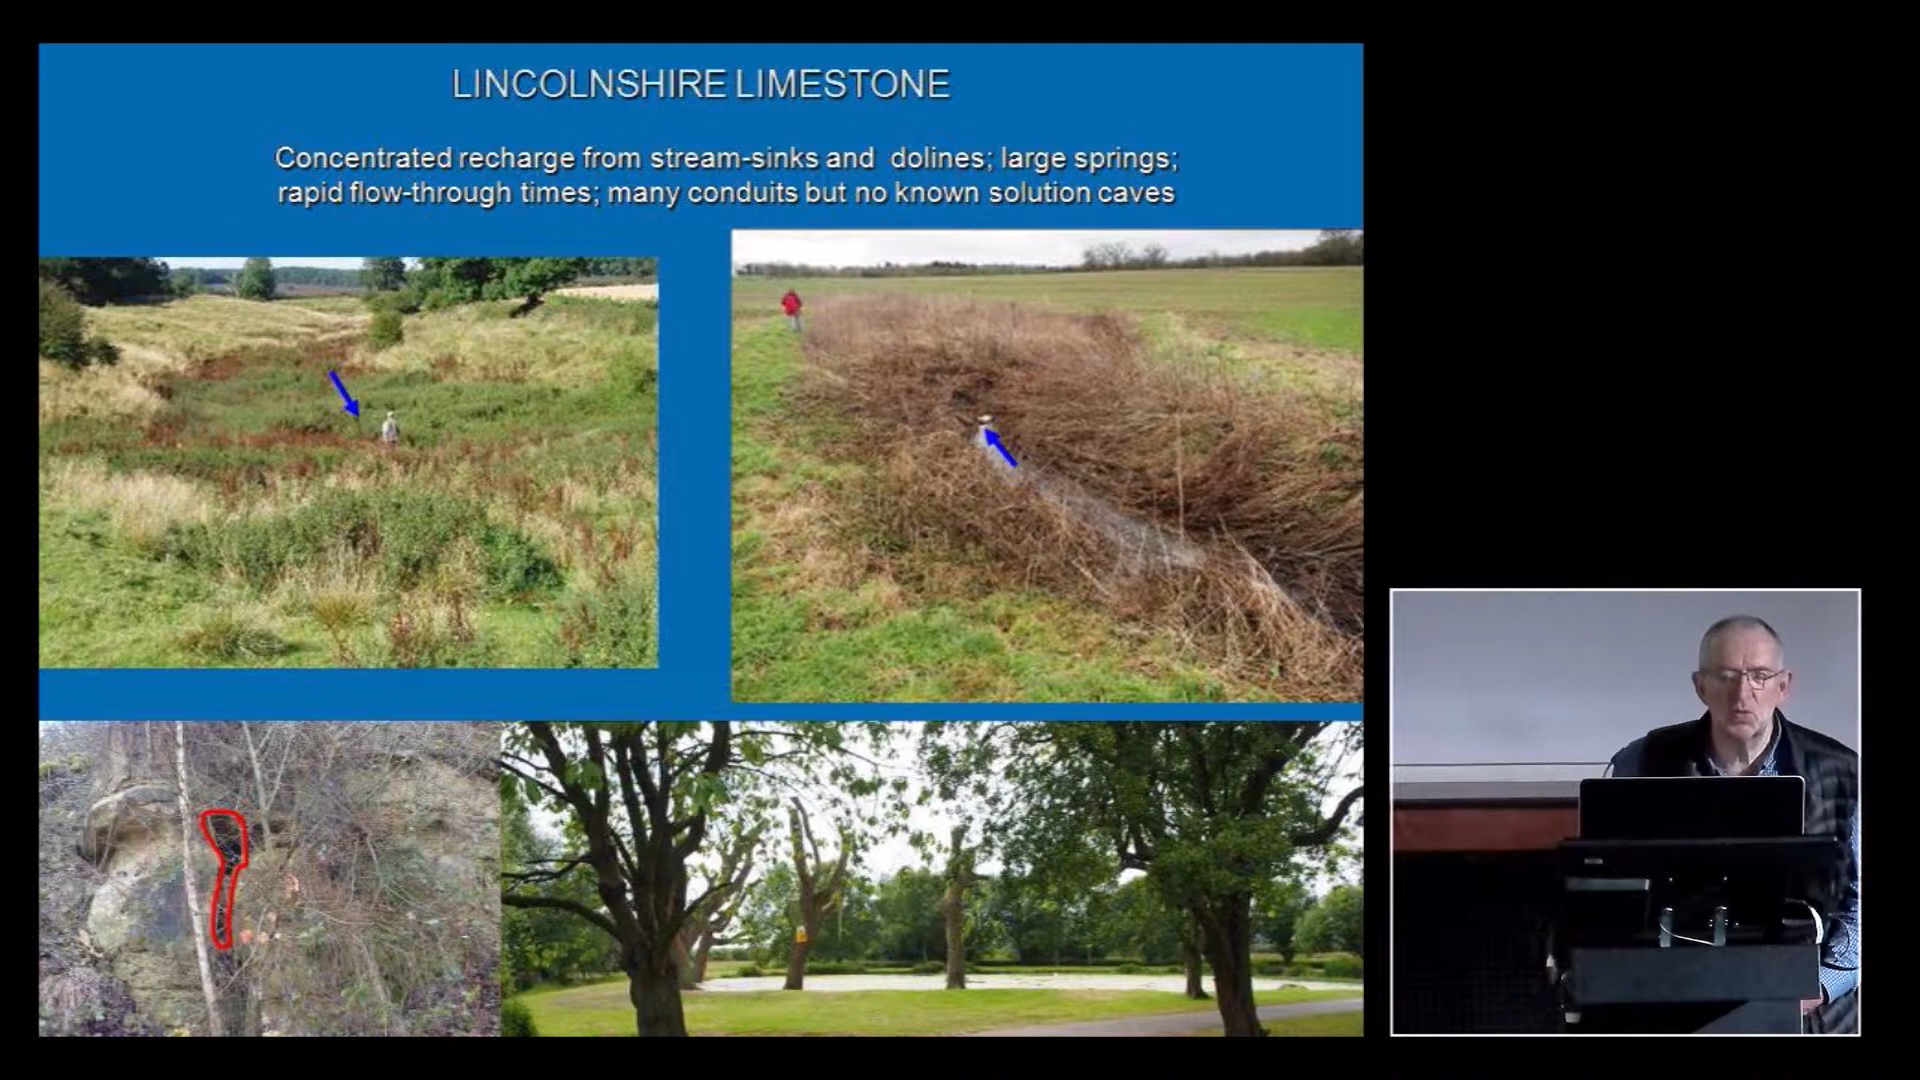 LINCOLNSHIRE LIMESTONE
Concentrated recharge from stream-sinks and dolines; large springs;
rapid flow-through times; many conduits but no known solution caves